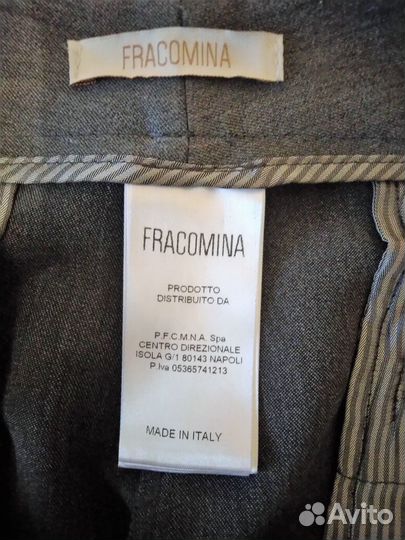 FRACOMINA
FRACOMINA
PRODOTTO
DISTRIBUITO DA
P.F.C.M.N.A. Spa
CENTRO DIREZIONALE
ISOLA G/1 80143 NAPOLI
P.Iva 05365741213
MADE IN ITALY
Avito